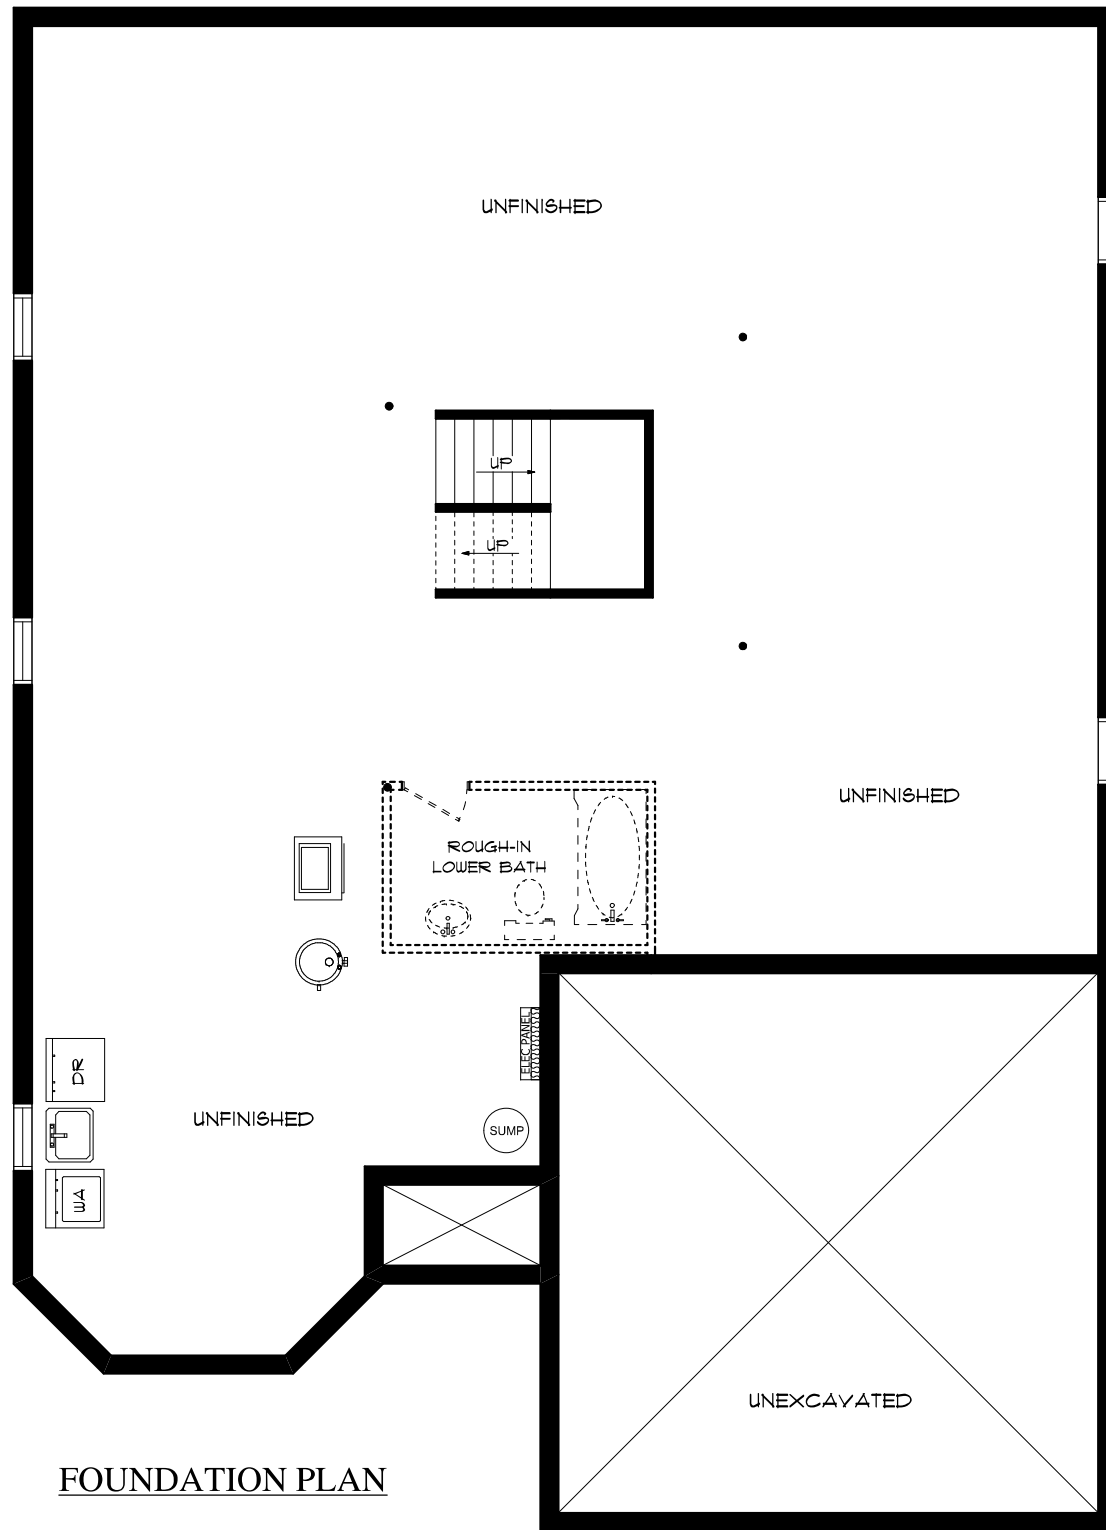 UNFINISHED
UP
UP
UNFINISHED
ROUGH-IN
LOWER BATH
ELEC PANEL
DR
UNFINISHED
SUMP
WA
UNEXCAVATED
FOUNDATION PLAN